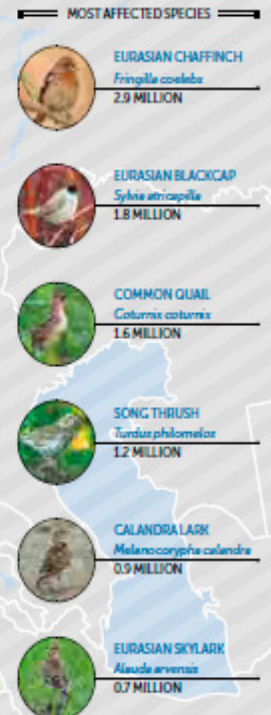 MOST AFFECTED SPECIES
EURASIAN CHAFFINCH
Fringilla coelebs
2.9 MILLION
EURASIAN BLACKCAP
Sylvia atricapilla
1.8 MILLION
COMMON QUAIL
Coturnix coturnix
1.6 MILLION
SONG THRUSH
Turdus philomelos
1.2 MILLION
CALANDRA LARK
Melanocorypha calandra
0.9 MILLION
EURASIAN SKYLARK
Alauda arvensis
0.7 MILLION